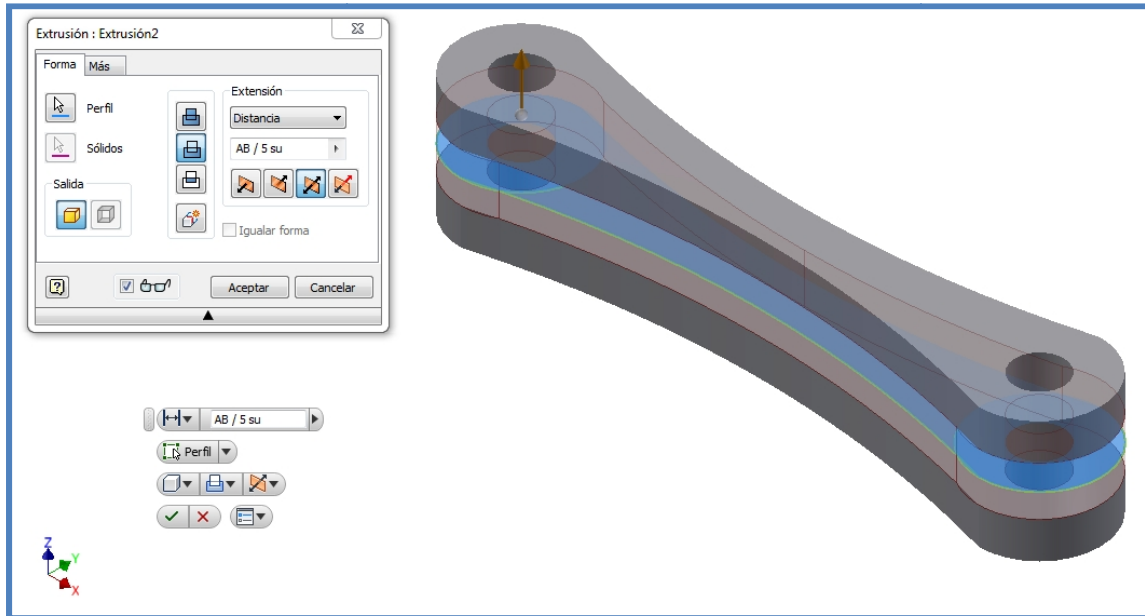 Extrusión : Extrusión2
Forma Más
Perfil
Sólidos
Salida
Extensión
Distancia
AB / 5 su
Igualar forma
Aceptar Cancelar
AB / 5 su
Perfil
Z
Y
X